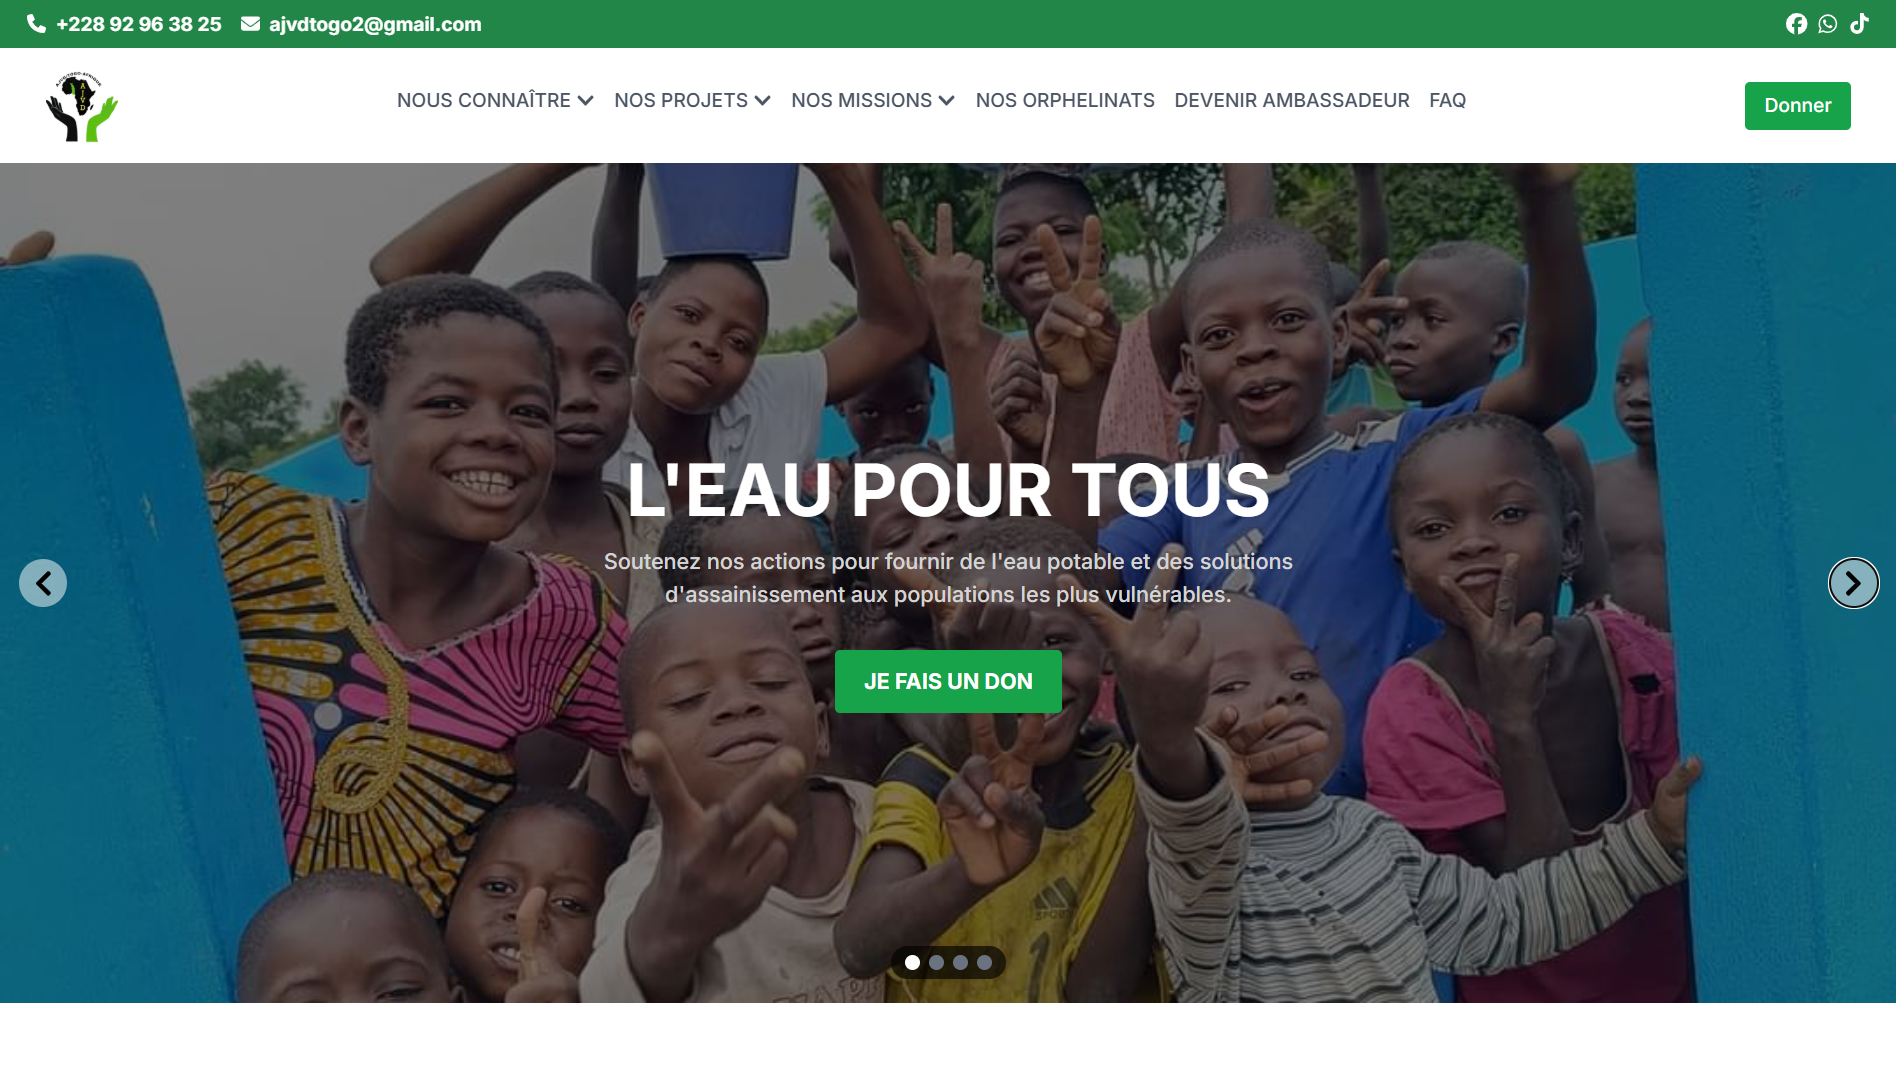 +228 92 96 38 25 ajvdtogo2@gmail.com
AJVD
NOUS CONNAÎTRE NOS PROJETS NOS MISSIONS NOS ORPHELINATS DEVENIR AMBASSADEUR FAQ
Donner
L'EAU POUR TOUS
Soutenez nos actions pour fournir de l'eau potable et des solutions
d'assainissement aux populations les plus vulnérables.
JE FAIS UN DON